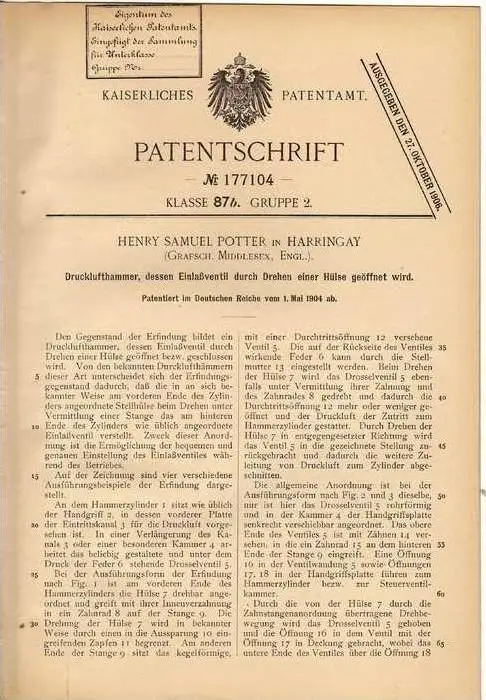 Eigentum des
Kaiserlichen Patentamts.
Eingefügt der Sammlung
für Unterklasse
Gruppe Nr.
AUSGEGEBEN DEN 27. OKTOBER 1906.
KAISERLICHES PATENTAMT.
PATENTSCHRIFT
— № 177104 —
KLASSE 87b. GRUPPE 2.
HENRY SAMUEL POTTER IN HARRINGAY
(GRAFSCH. MIDDLESEX, ENGL.).
Drucklufthammer, dessen Einlaßventil durch Drehen einer Hülse geöffnet wird.
Patentiert im Deutschen Reiche vom 1. Mai 1904 ab.
Den Gegenstand der Erfindung bildet ein
Drucklufthammer, dessen Einlaßventil durch
Drehen einer Hülse geöffnet bezw. geschlossen
wird. Von den bekannten Drucklufthämmern
5 dieser Art unterscheidet sich der Erfindungs-
gegenstand dadurch, daß die in an sich be-
kannter Weise am vorderen Ende des Zylin-
ders angeordnete Stellhülse beim Drehen unter
Vermittlung einer Stange das am hinteren
10 Ende des Zylinders wie üblich angeordnete
Einlaßventil verstellt. Zweck dieser Anord-
nung ist die Ermöglichung der bequemen und
genauen Einstellung des Einlaßventiles während
des Betriebes.
15 Auf der Zeichnung sind vier verschiedene
Ausführungsbeispiele der Erfindung darge-
stellt.
An dem Hammerzylinder 1 sitzt wie üblich
der Handgriff 2, in dessen vorderer Platte
20 der Eintrittskanal 3 für die Druckluft vorge-
sehen ist. In einer Verlängerung des Ka-
nals 3 oder einer besonderen Kammer 4 ar-
beitet das beliebig gestaltete und unter dem
Druck der Feder 6 stehende Drosselventil 5.
25 Bei der Ausführungsform der Erfindung
nach Fig. 1 ist am vorderen Ende des
Hammerzylinders die Hülse 7 drehbar ange-
ordnet und greift mit ihrer Innenverzahnung
in ein Zahnrad 8 auf der Stange 9. Die
30 Drehung der Hülse 7 wird in bekannter
Weise durch einen in die Aussparung 10 ein-
greifenden Zapfen 11 begrenzt. Am anderen
Ende der Stange 9 sitzt das kegelförmige,
mit einer Durchtrittsöffnung 12 versehene 35
Ventil 5. Die auf der Rückseite des Ventiles
wirkende Feder 6 kann durch die Stell-
mutter 13 eingestellt werden. Beim Drehen
der Hülse 7 wird das Drosselventil 5 eben-
falls unter Vermittlung ihrer Zahnung und 40
des Zahnrades 8 gedreht und dadurch die
Durchtrittsöffnung 12 mehr oder weniger ge-
öffnet und der Druckluft der Zutritt zum
Hammerzylinder gestattet. Durch Drehen der
Hülse 7 in entgegengesetzter Richtung wird
das Ventil 5 in die gezeichnete Stellung zu- 45
rückgebracht und dadurch die weitere Zu-
leitung von Druckluft zum Zylinder abge-
schnitten.
Die allgemeine Anordnung ist bei der
Ausführungsform nach Fig. 2 und 3 dieselbe, 50
nur ist hier das Drosselventil 5 rohrförmig
und in der Kammer 4 der Handgriffsplatte
senkrecht verschiebbar angeordnet. Das obere
Ende des Ventiles 5 ist mit Zähnen 14 ver-
sehen, in die ein Zahnrad 15 an dem hinteren 55
Ende der Stange 9 eingreift. Eine Öffnung
16 in der Ventilwandung 5 sowie Öffnungen
17, 18 in der Handgriffsplatte führen zum
Hammerzylinder bezw. zur Steuerventil-
kammer. 60
Durch die von der Hülse 7 durch die
Zahnstangenanordnung übertragene Drehbe-
wegung wird das Drosselventil 5 gehoben
und die Öffnung 16 in dem Ventil mit der
Öffnung 17 in Deckung gebracht, wobei das 65
untere Ende des Ventiles über die Öffnung 18